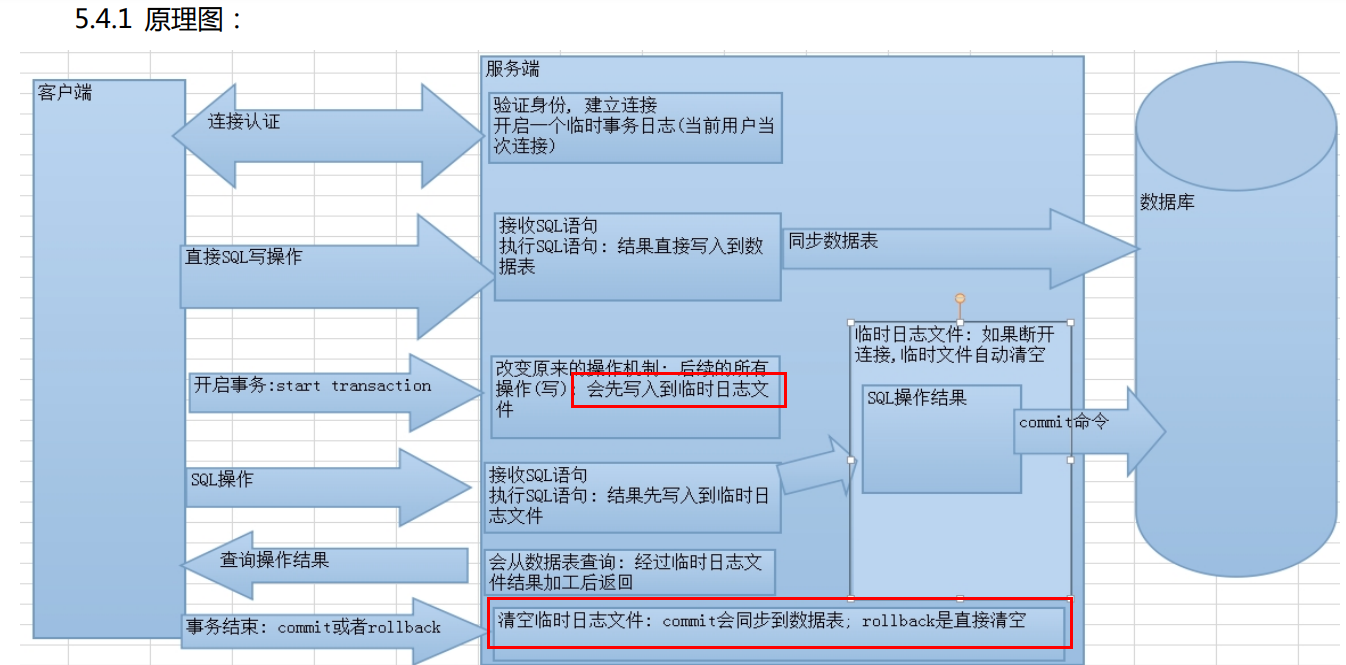 5.4.1 原理图：
客户端
服务端
连接认证
验证身份, 建立连接
开启一个临时事务日志(当前用户当
次连接)
数据库
直接SQL写操作
接收SQL语句
执行SQL语句: 结果直接写入到数
据表
同步数据表
开启事务:start transaction
改变原来的操作机制: 后续的所有
操作(写): 会先写入到临时日志文
件
临时日志文件: 如果断开
连接,临时文件自动清空
SQL操作结果
commit命令
SQL操作
接收SQL语句
执行SQL语句: 结果先写入到临时日
志文件
查询操作结果
会从数据表查询: 经过临时日志文
件结果加工后返回
事务结束: commit或者rollback
清空临时日志文件: commit会同步到数据表; rollback是直接清空